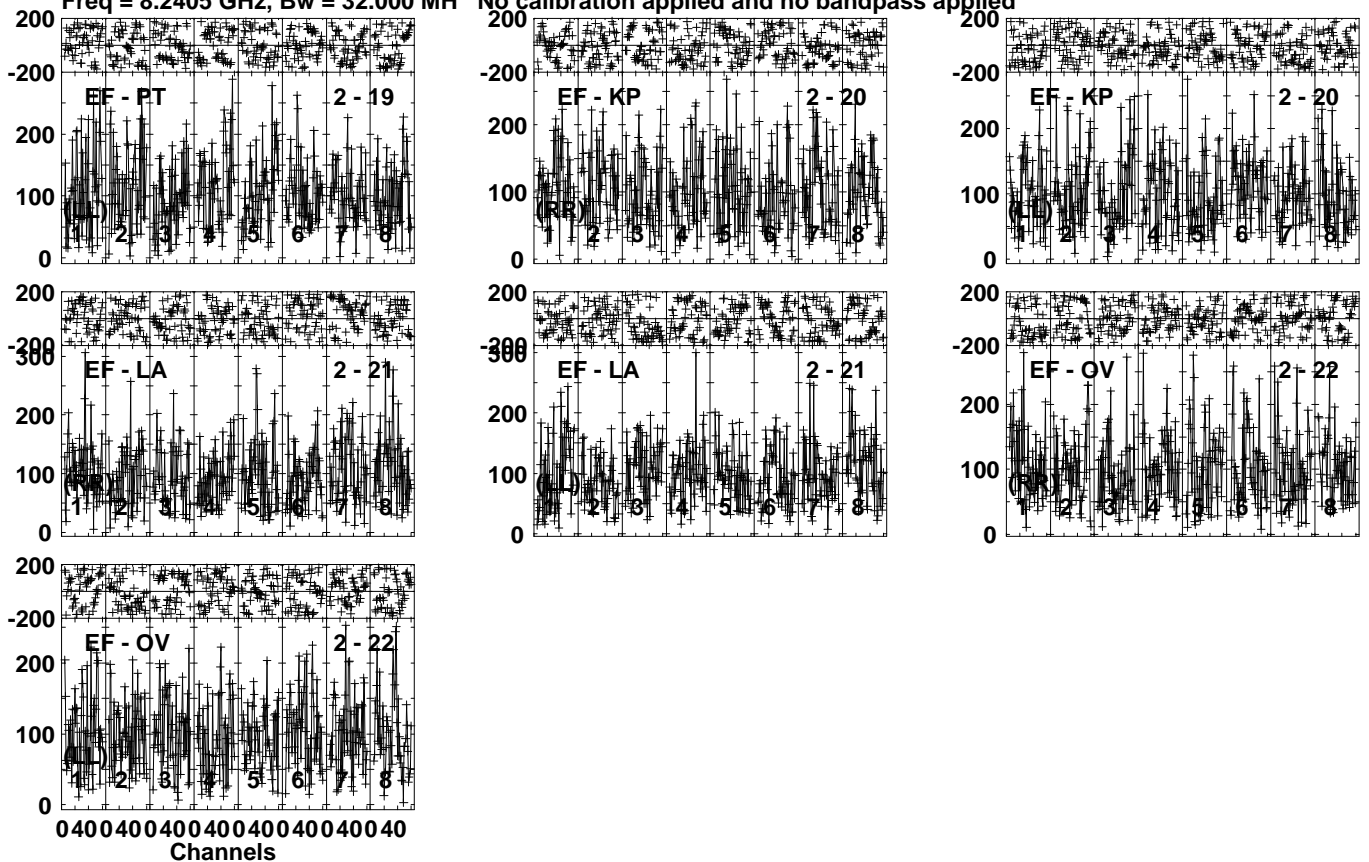 Freq = 8.2405 GHz, Bw = 32.000 MH No calibration applied and no bandpass applied
200 200 200
-200 -200 -200
EF - PT 2 - 19 EF - KP 2 - 20 EF - KP 2 - 20
200 200 200
100 100 100
(LL) (RR) (LL)
1 2 3 4 5 6 7 8 1 2 3 4 5 6 7 8 1 2 3 4 5 6 7 8
0 0 0
200 200 200
-200 -200 -200
300 300
EF - LA 2 - 21 EF - LA 2 - 21 EF - OV 2 - 22
200 200 200
100 100 100
(RR) (LL) (RR)
1 2 3 4 5 6 7 8 1 2 3 4 5 6 7 8 1 2 3 4 5 6 7 8
0 0 0
200
-200
EF - OV 2 - 22
200
100
(LL)
1 2 3 4 5 6 7 8
0
0 40 0 40 0 40 0 40 0 40 0 40 0 40 0 40
Channels